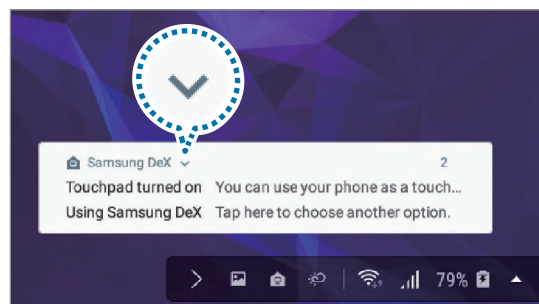 Samsung DeX 2
Touchpad turned on You can use your phone as a touch...
Using Samsung DeX Tap here to choose another option.
79%